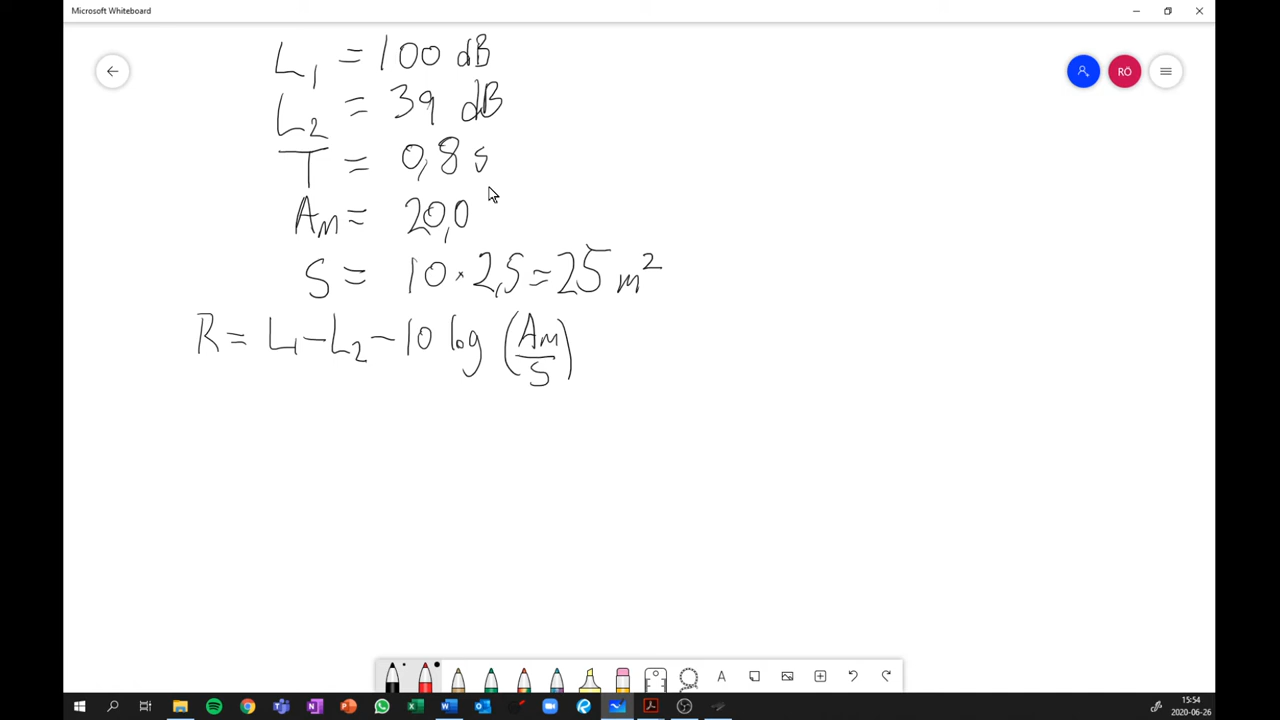 Microsoft Whiteboard
L₁ = 100 dB
L₂ = 39 dB
T = 0,8 s
Aₘ = 20,0
S = 10 × 2,5 = 25 m²
R = L₁ - L₂ - 10 log (Aₘ/S)
RÖ
A
15:54
2020-06-26